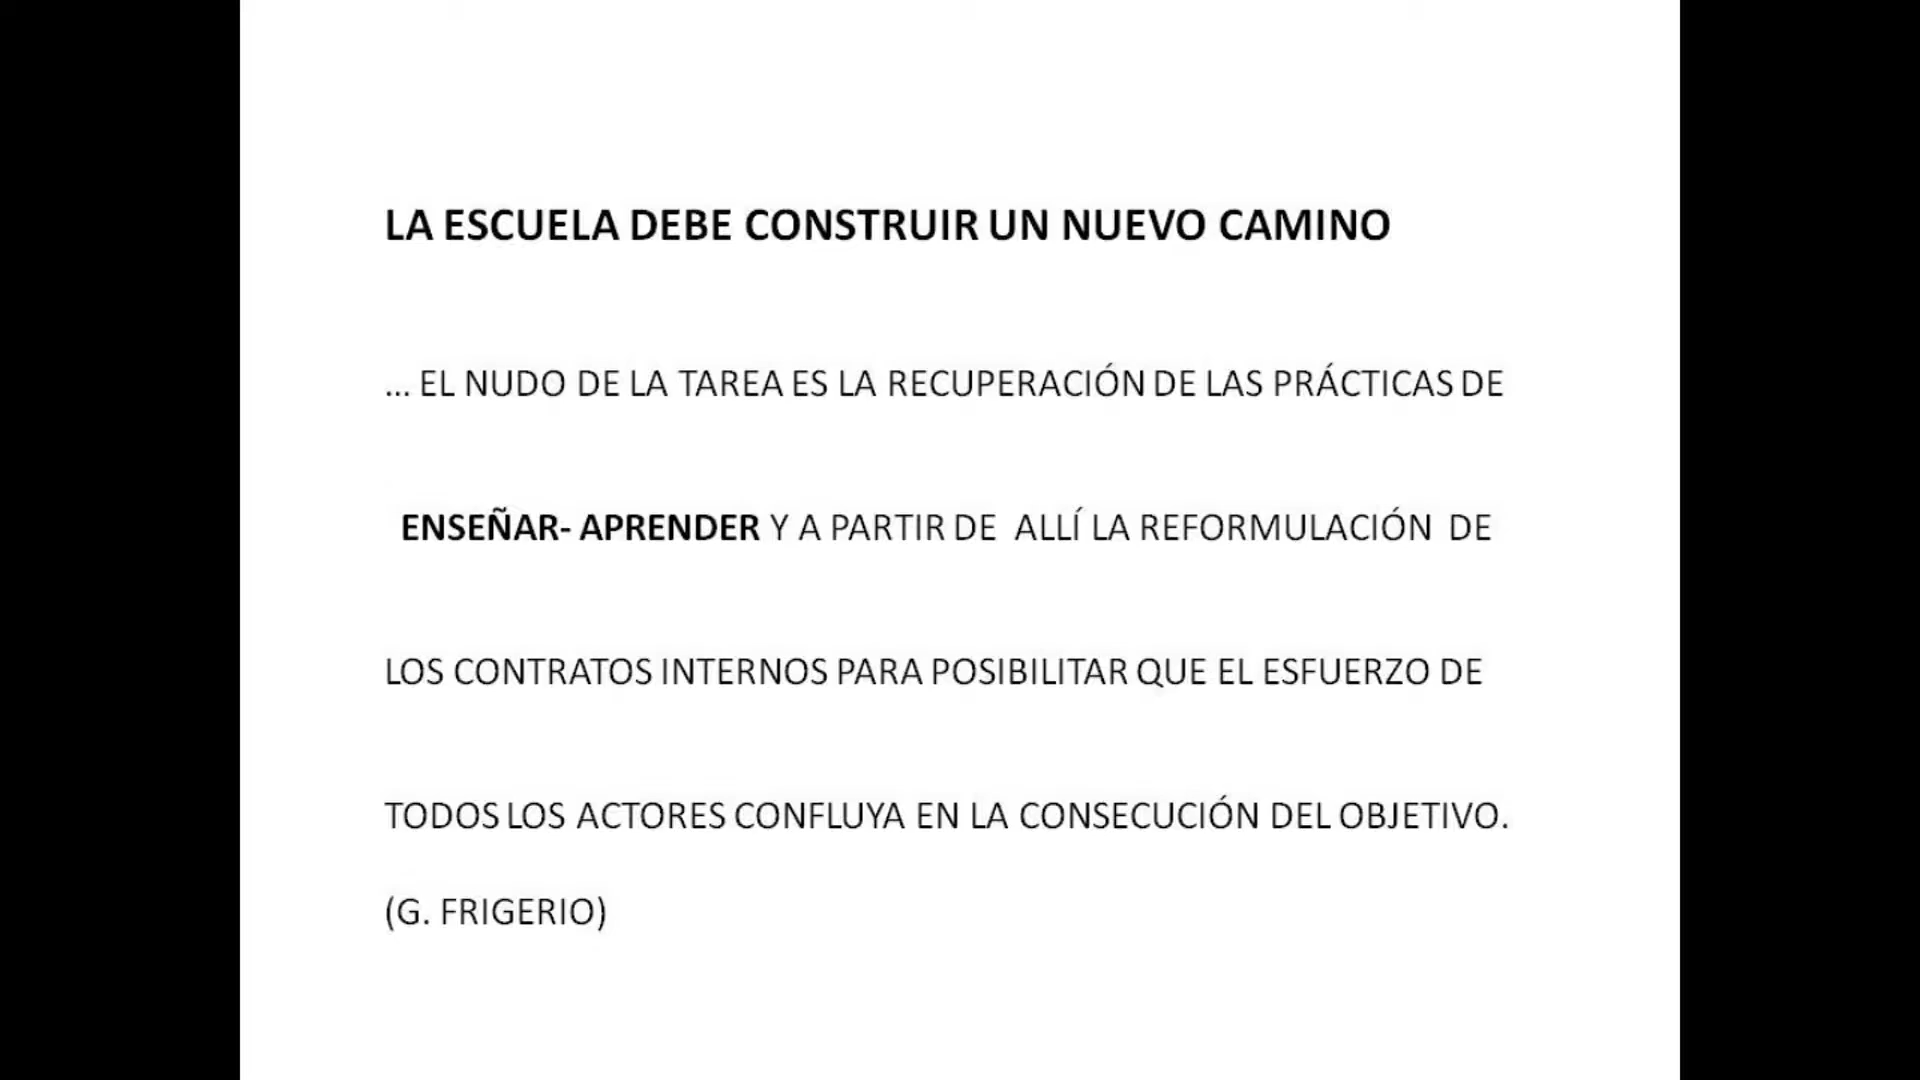 LA ESCUELA DEBE CONSTRUIR UN NUEVO CAMINO
... EL NUDO DE LA TAREA ES LA RECUPERACIÓN DE LAS PRÁCTICAS DE
ENSEÑAR- APRENDER Y A PARTIR DE ALLÍ LA REFORMULACIÓN DE
LOS CONTRATOS INTERNOS PARA POSIBILITAR QUE EL ESFUERZO DE
TODOS LOS ACTORES CONFLUYA EN LA CONSECUCIÓN DEL OBJETIVO.
(G. FRIGERIO)